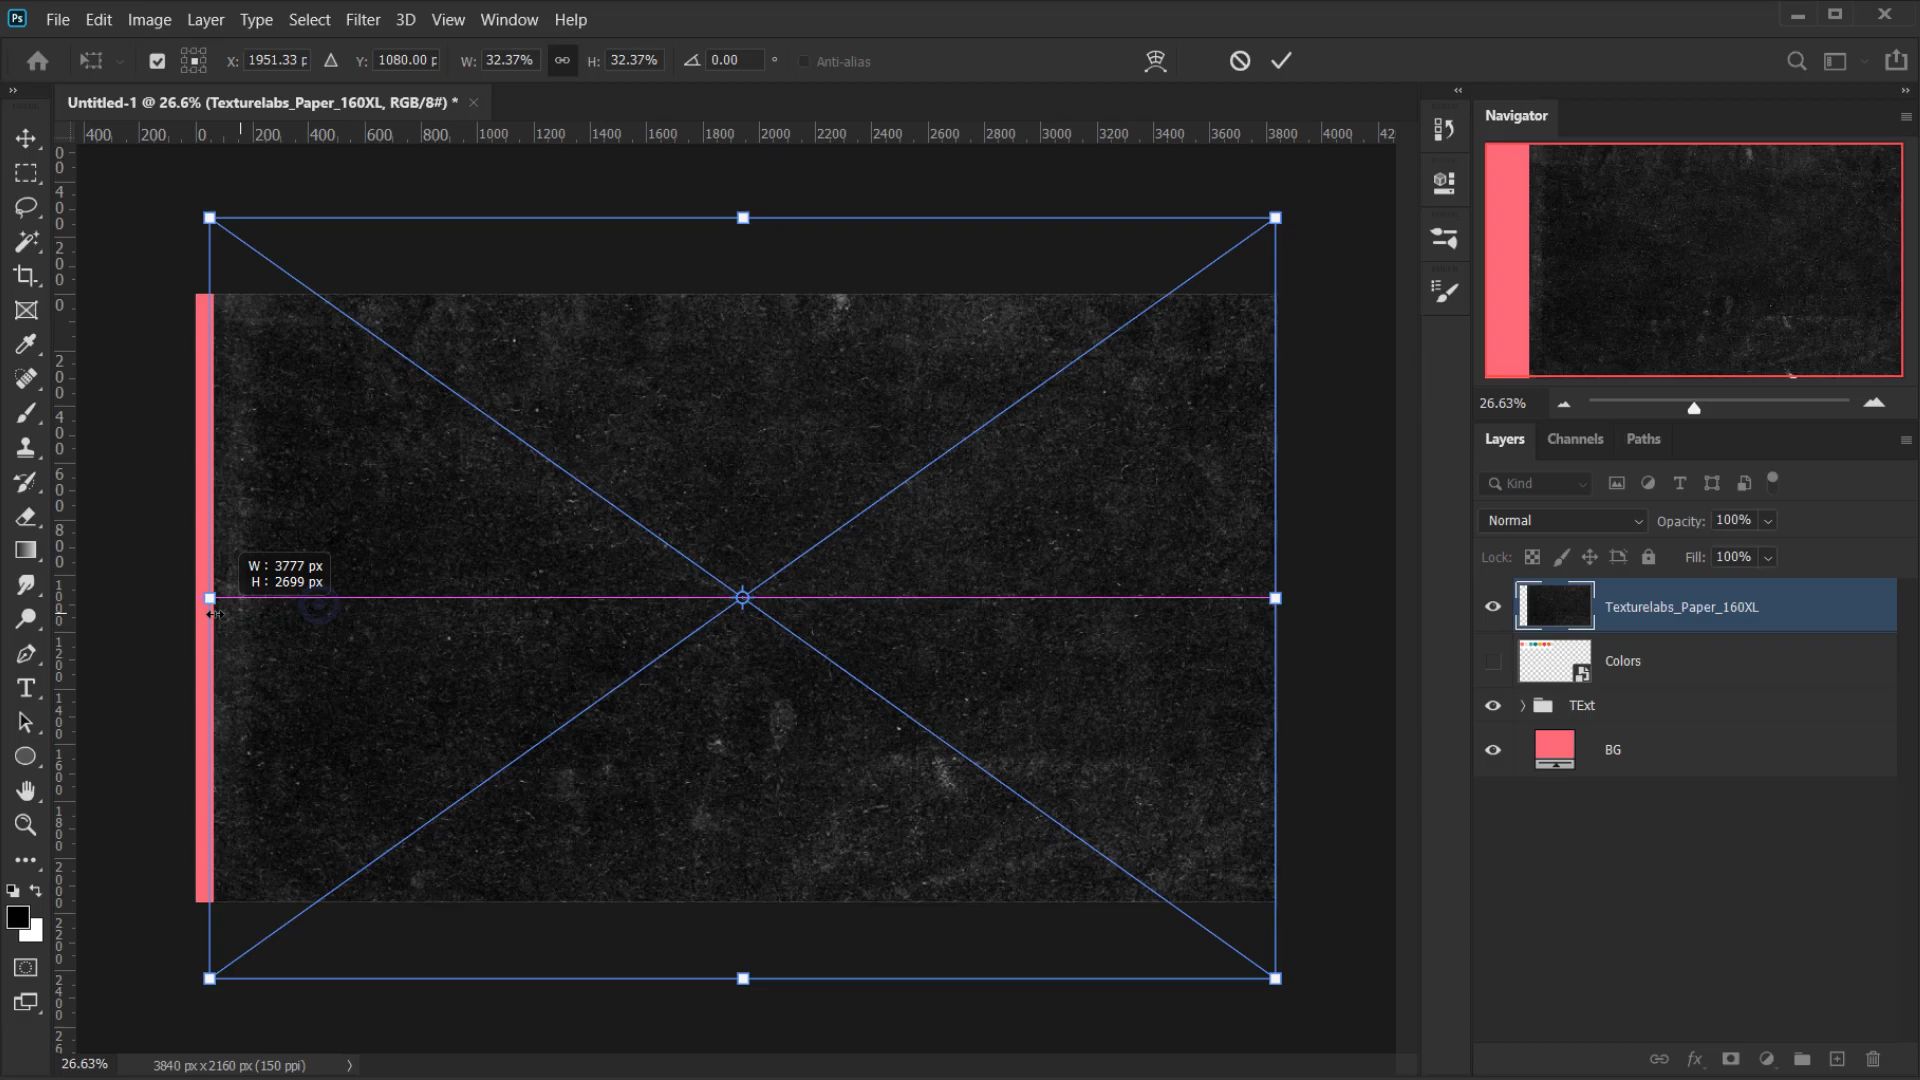 Ps File Edit Image Layer Type Select Filter 3D View Window Help
X: 1951.33 p Y: 1080.00 p W: 32.37% H: 32.37% 0.00 ° Anti-alias
Untitled-1 @ 26.6% (Texturelabs_Paper_160XL, RGB/8#) *
400 200 0 200 400 600 800 1000 1200 1400 1600 1800 2000 2200 2400 2600 2800 3000 3200 3400 3600 3800 4000 42
Navigator
26.63%
Layers Channels Paths
Kind
Normal Opacity: 100%
Lock: Fill: 100%
Texturelabs_Paper_160XL
Colors
TExt
BG
W: 3777 px
H: 2699 px
26.63% 3840 px x 2160 px (150 ppi)